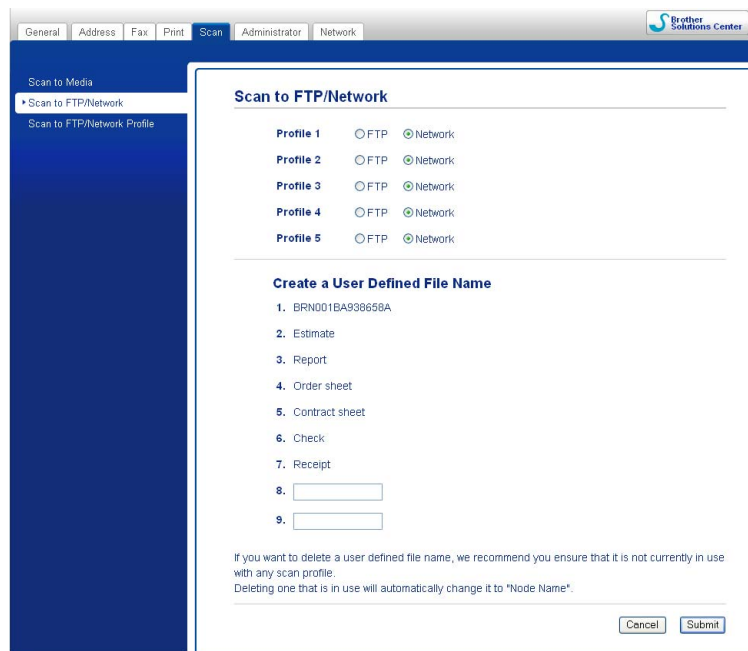 General Address Fax Print Scan Administrator Network
Brother
Solutions Center
Scan to Media
Scan to FTP/Network
Scan to FTP/Network Profile
Scan to FTP/Network
Profile 1 FTP Network
Profile 2 FTP Network
Profile 3 FTP Network
Profile 4 FTP Network
Profile 5 FTP Network
Create a User Defined File Name
1. BRN001BA938658A
2. Estimate
3. Report
4. Order sheet
5. Contract sheet
6. Check
7. Receipt
8.
9.
If you want to delete a user defined file name, we recommend you ensure that it is not currently in use
with any scan profile.
Deleting one that is in use will automatically change it to "Node Name".
Cancel Submit